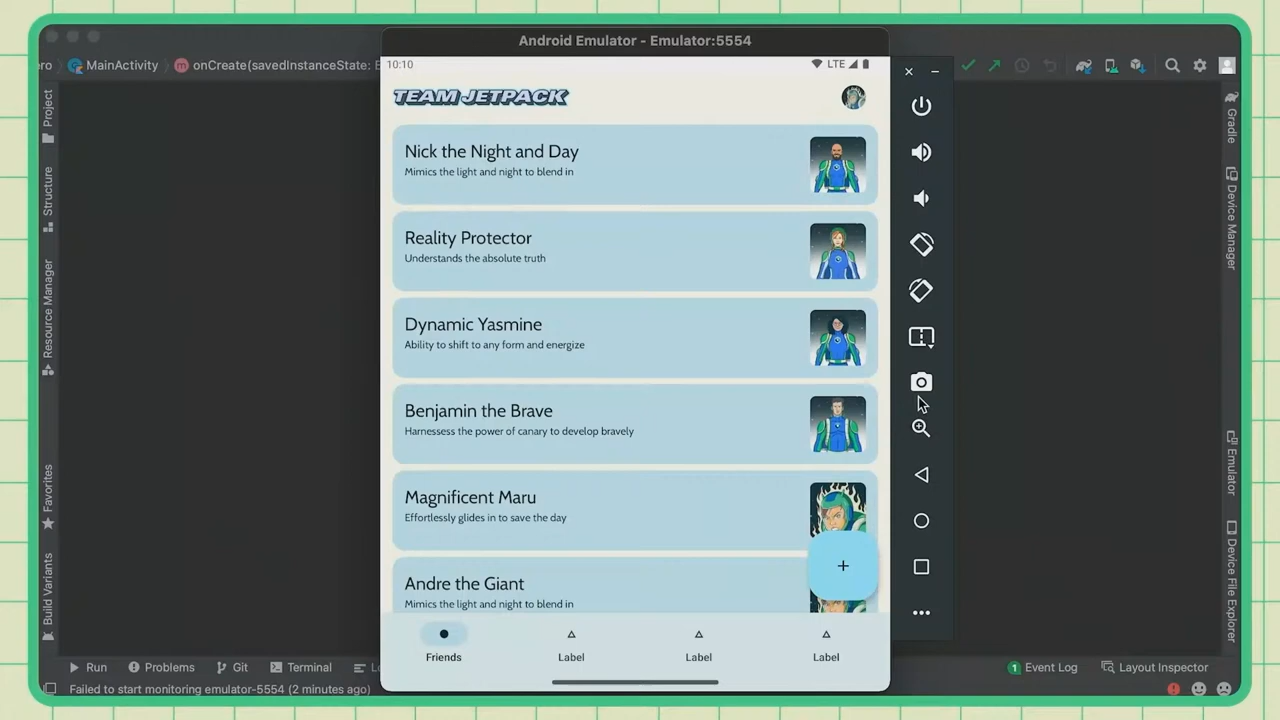 Android Emulator - Emulator:5554
ro
MainActivity
onCreate(savedInstanceState:
10:10
LTE
TEAM JETPACK
Nick the Night and Day
Mimics the light and night to blend in
Reality Protector
Understands the absolute truth
Dynamic Yasmine
Ability to shift to any form and energize
Benjamin the Brave
Harnessess the power of canary to develop bravely
Magnificent Maru
Effortlessly glides in to save the day
Andre the Giant
Mimics the light and night to blend in
+
Friends
Label
Label
Label
Project
Structure
Resource Manager
Favorites
Build Variants
Gradle
Device Manager
Emulator
Device File Explorer
Run
Problems
Git
Terminal
1 Event Log
Layout Inspector
Failed to start monitoring emulator-5554 (2 minutes ago)